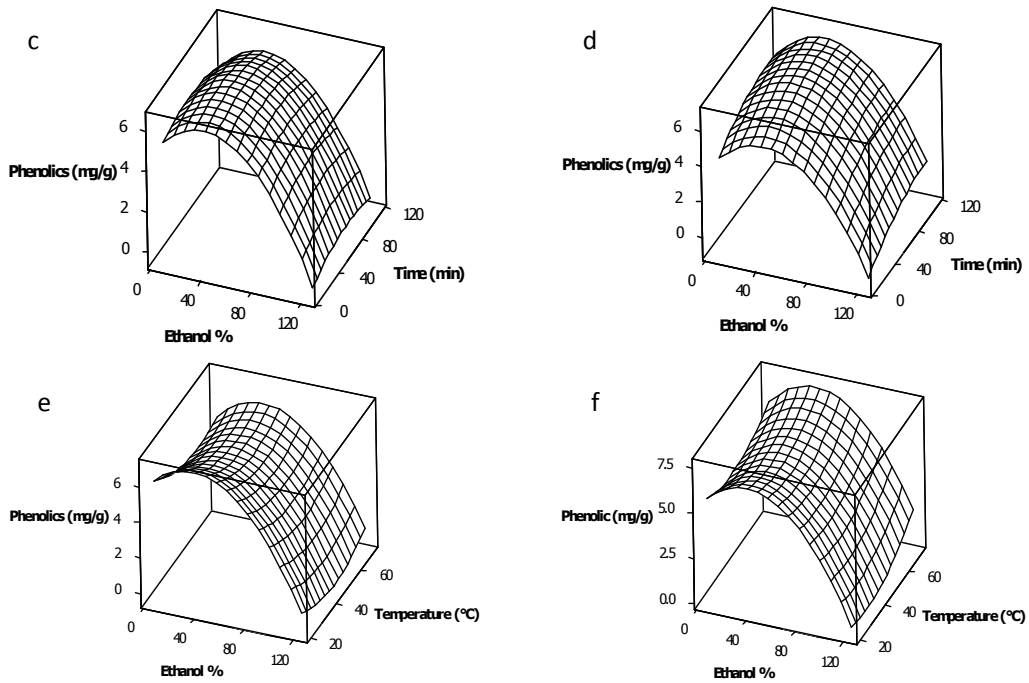 c
6
Phenolics (mg/g)
4
2
0
0
40
80
120
Ethanol %
0
40
80
120
Time (min)
d
6
Phenolics (mg/g)
4
2
0
0
40
80
120
Ethanol %
0
40
80
120
Time (min)
e
6
Phenolics (mg/g)
4
2
0
0
40
80
120
Ethanol %
20
40
60
Temperature (°C)
f
7.5
Phenolic (mg/g)
5.0
2.5
0.0
0
40
80
120
Ethanol %
20
40
60
Temperature (°C)